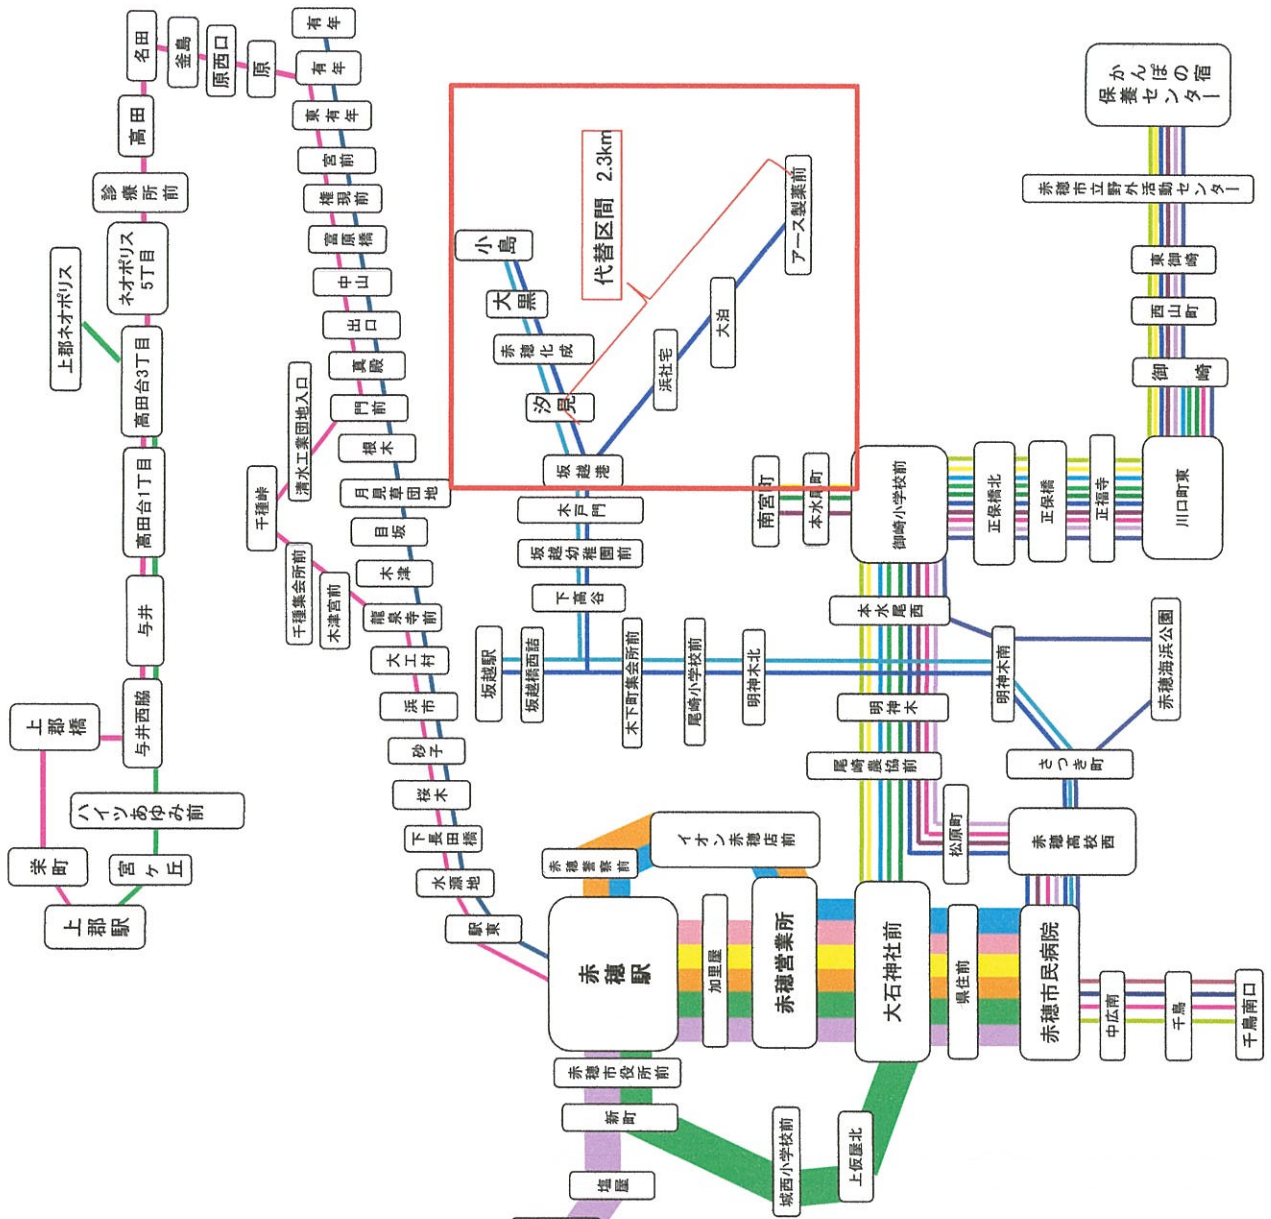 名田
釜島
原西口
原
有年
有年
高田
東有年
宮前
診療所前
権現前
ネオポリス
5丁目
富原橋
中山
上郡ネオポリス
高田台3丁目
出口
真殿
清水工業団地入口
門前
根木
高田台1丁目
千種峠
月見草団地
目坂
木津
千種集会所前
木津宮前
龍泉寺前
与井
大工村
与井西脇
上郡橋
浜市
砂子
ハイツあゆみ前
桜木
下長田橋
栄町
宮ヶ丘
水源地
上郡駅
駅東
小島
大黒
赤穂化成
汐見
坂越港
代替区間 2.3km
アース製薬前
大泊
浜社宅
木戸門
坂越幼稚園前
下高谷
坂越駅
坂越橋西詰
木下町集会所前
尾崎小学校前
明神木北
明神木南
赤穂海浜公園
さつき町
赤穂高校西
かんぽの宿
保養センター
赤穂市立野外活動センター
東御崎
西山町
御崎
川口町東
正福寺
正保橋
正保橋北
御崎小学校前
南宮町
本水尾町
本水尾西
明神木
尾崎農協前
松原町
赤穂警察前
イオン赤穂店前
赤穂駅
加里屋
赤穂営業所
大石神社前
県住前
赤穂市民病院
中広南
千鳥
千鳥南口
赤穂市役所前
新町
塩屋
城西小学校前
上仮屋北